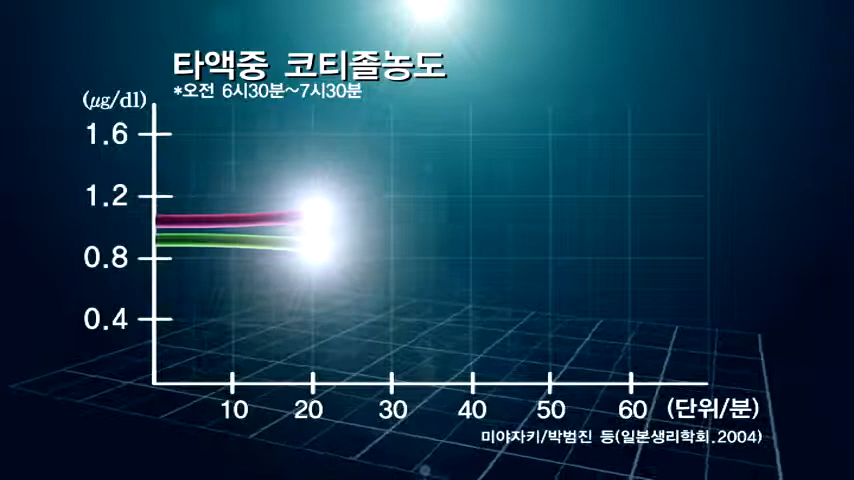 타액중 코티졸농도
*오전 6시30분~7시30분
(㎍/dl)
1.6
1.2
0.8
0.4
10 20 30 40 50 60 (단위/분)
미야자키/박범진 등(일본생리학회.2004)